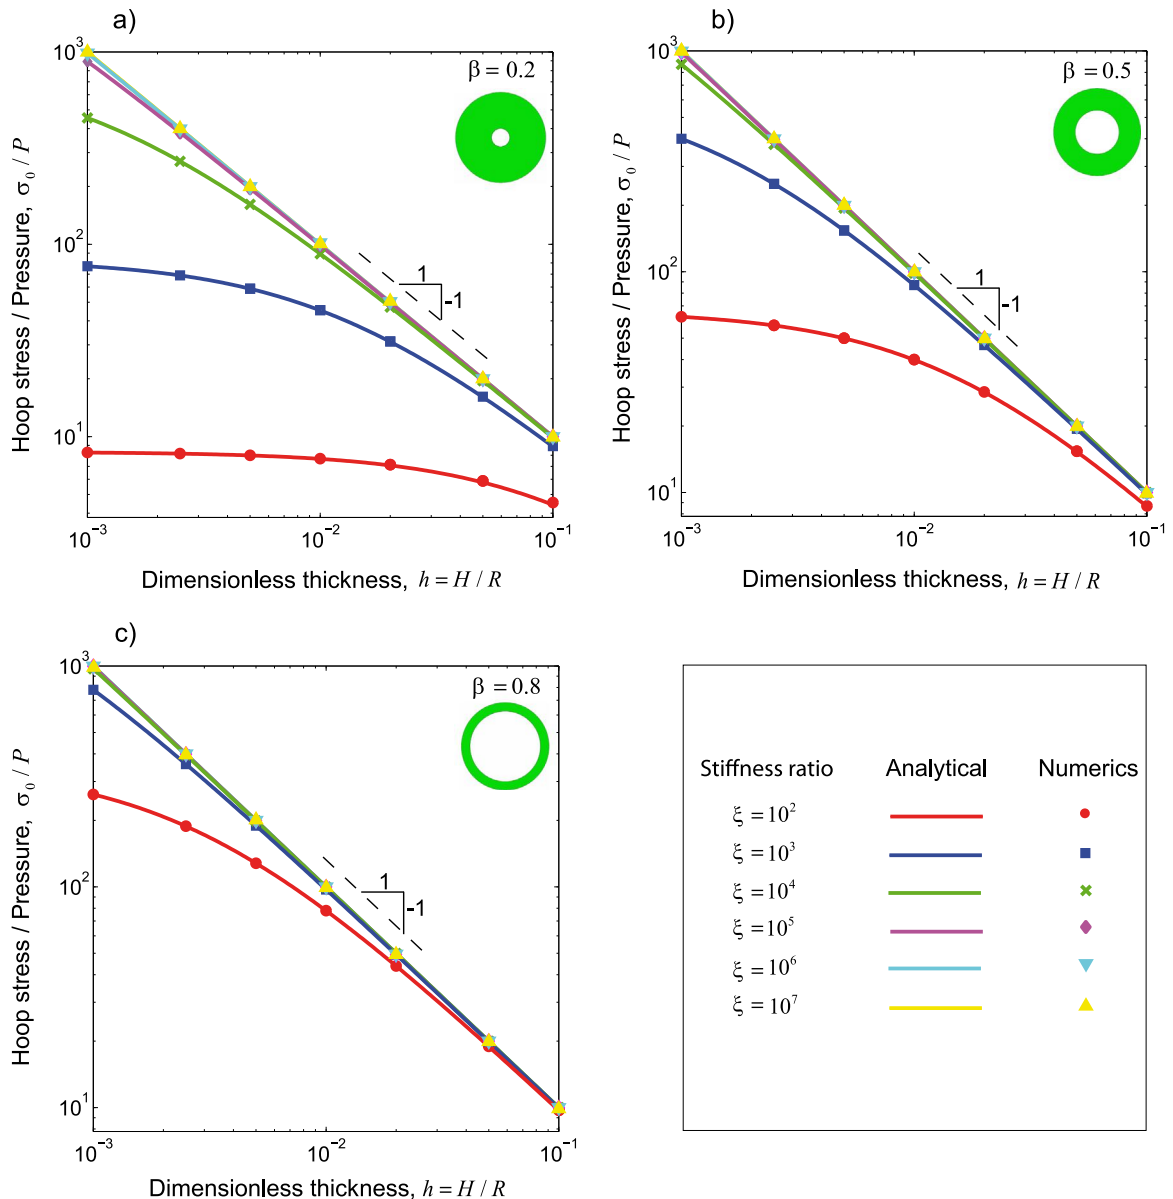 a)
10³
10²
10¹
Hoop stress / Pressure, σ₀ / P
β = 0.2
1
-1
10⁻³
10⁻²
10⁻¹
Dimensionless thickness, h = H / R
b)
10³
10²
10¹
Hoop stress / Pressure, σ₀ / P
β = 0.5
1
-1
10⁻³
10⁻²
10⁻¹
Dimensionless thickness, h = H / R
c)
10³
10²
10¹
Hoop stress / Pressure, σ₀ / P
β = 0.8
1
-1
10⁻³
10⁻²
10⁻¹
Dimensionless thickness, h = H / R
Stiffness ratio Analytical Numerics
ξ = 10²
ξ = 10³
ξ = 10⁴
ξ = 10⁵
ξ = 10⁶
ξ = 10⁷